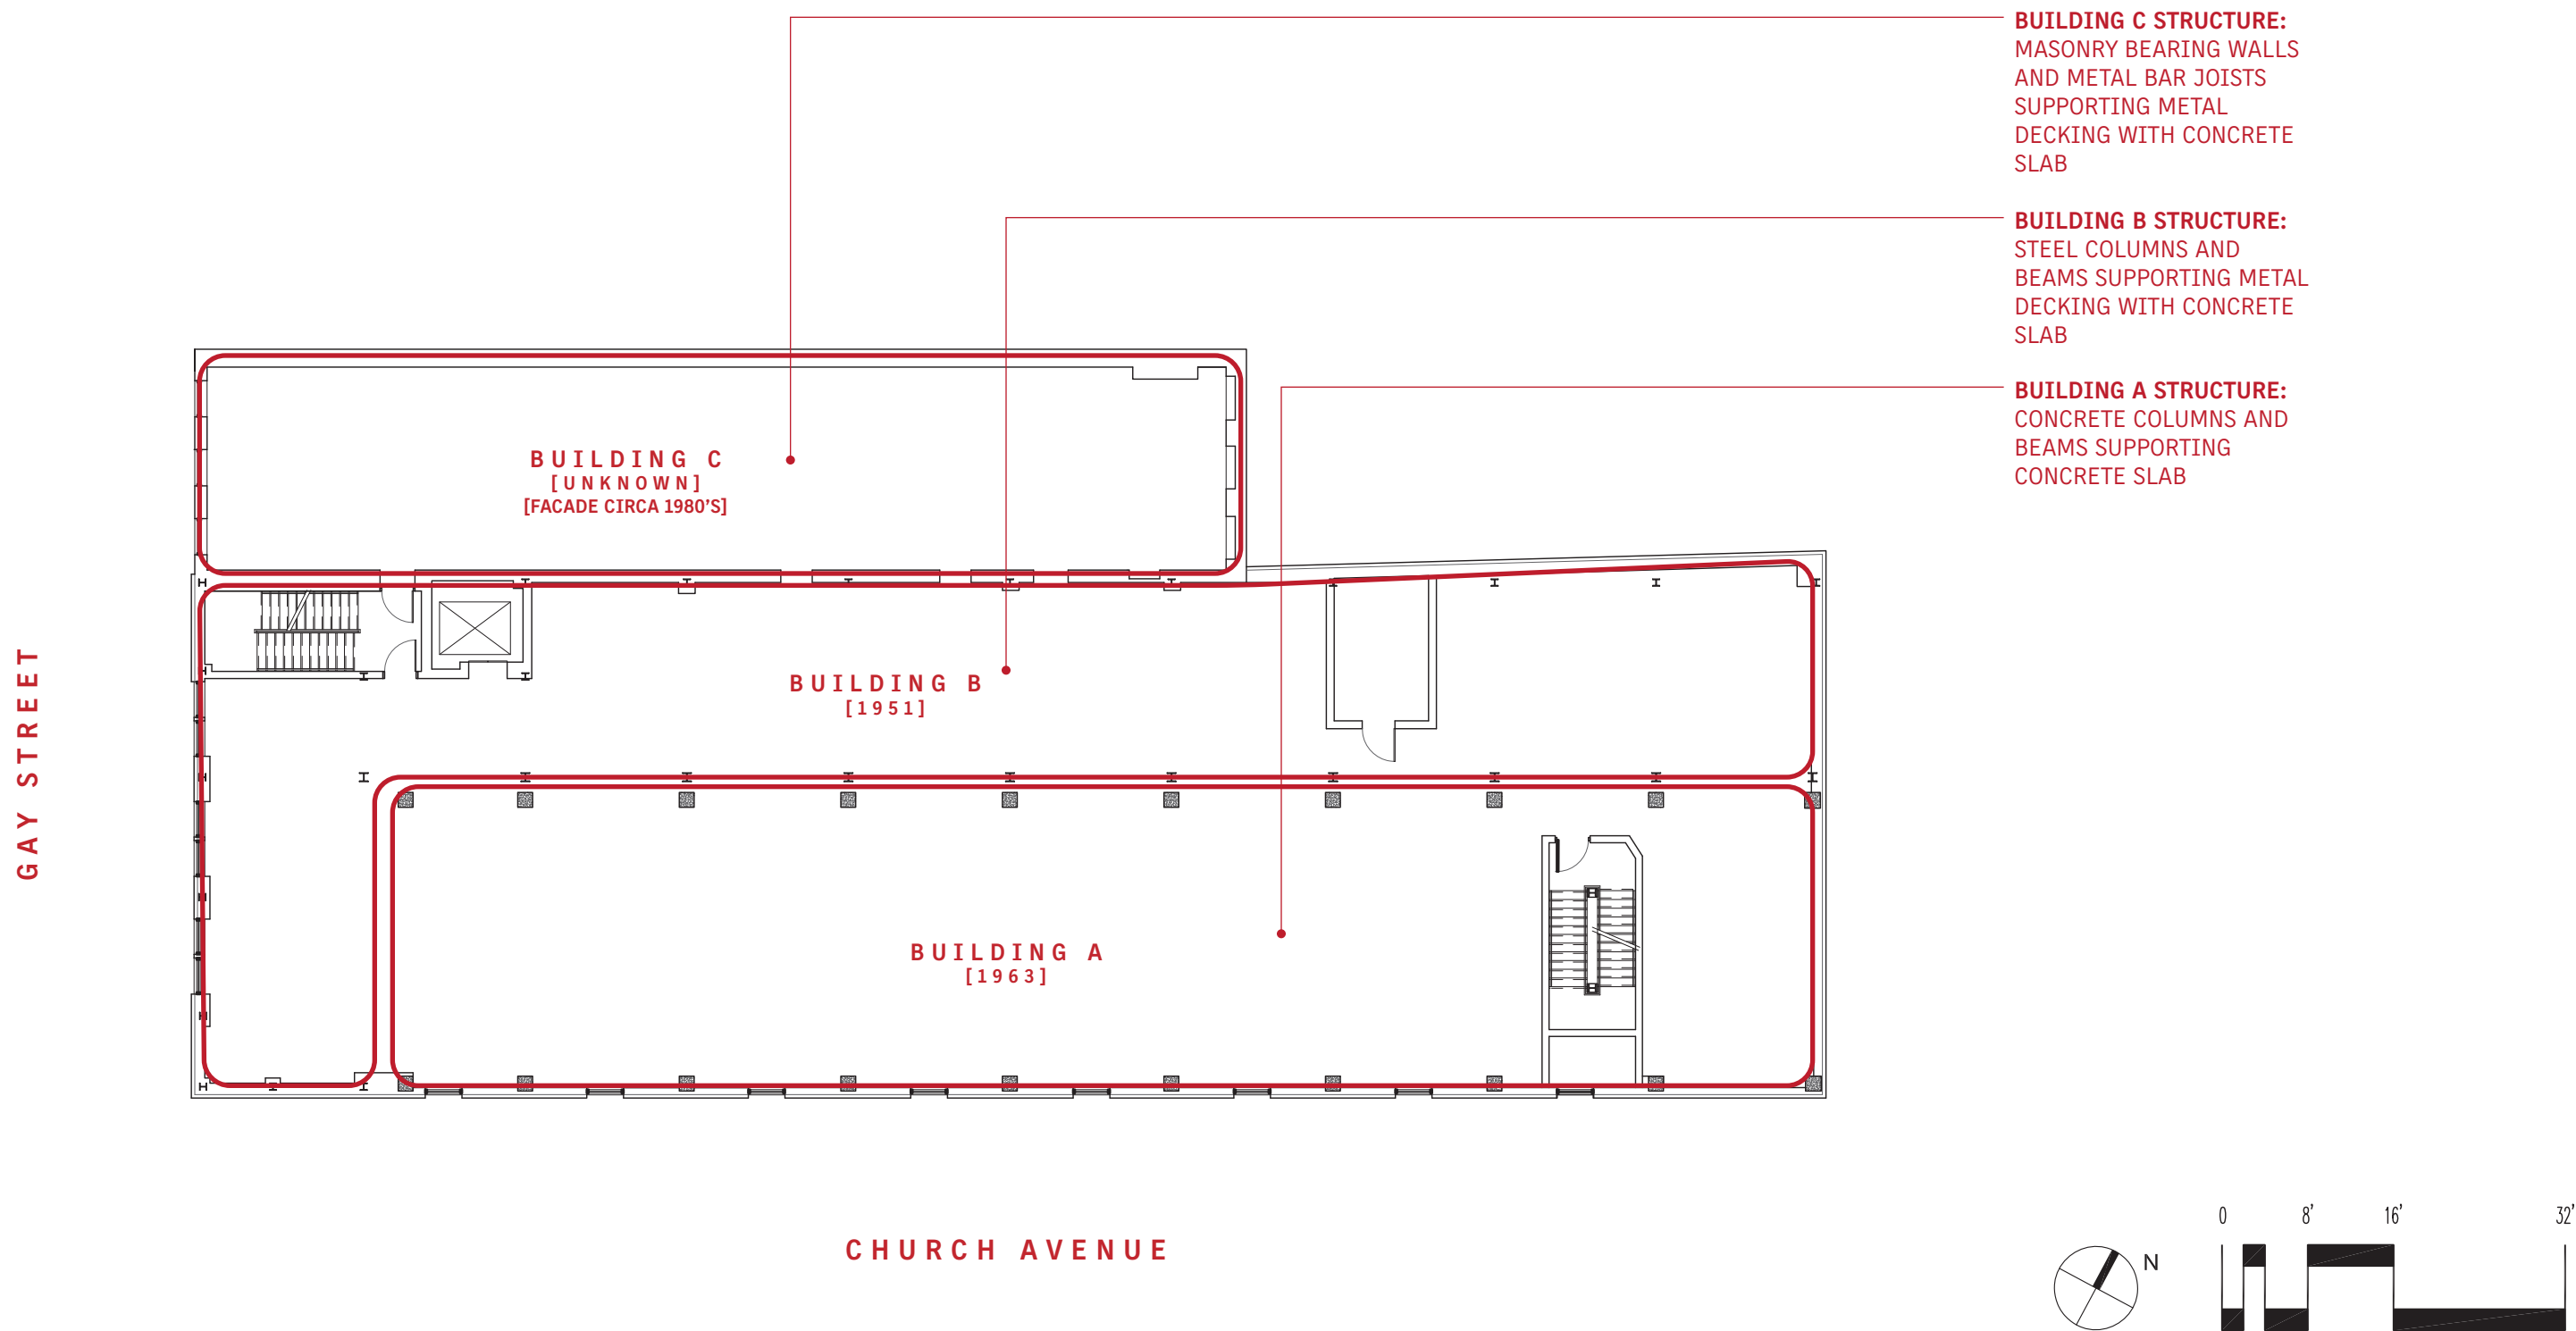 BUILDING C STRUCTURE:
MASONRY BEARING WALLS
AND METAL BAR JOISTS
SUPPORTING METAL
DECKING WITH CONCRETE
SLAB
BUILDING B STRUCTURE:
STEEL COLUMNS AND
BEAMS SUPPORTING METAL
DECKING WITH CONCRETE
SLAB
BUILDING A STRUCTURE:
CONCRETE COLUMNS AND
BEAMS SUPPORTING
CONCRETE SLAB
BUILDING C
[UNKNOWN]
[FACADE CIRCA 1980'S]
BUILDING B
[1951]
BUILDING A
[1963]
GAY STREET
CHURCH AVENUE
N
0 8' 16' 32'